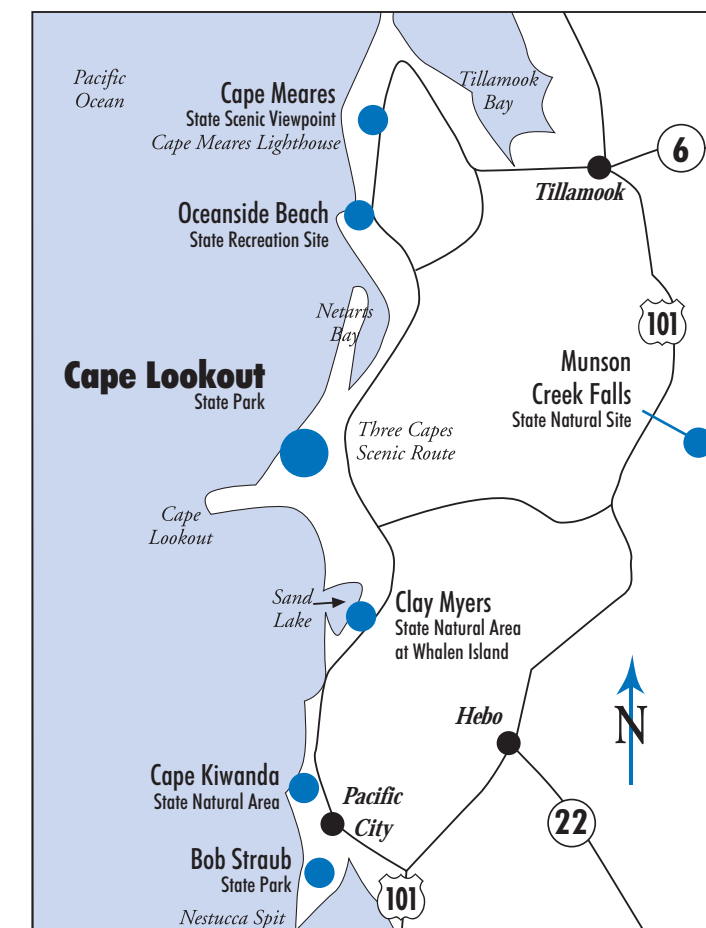 Pacific
Ocean
Cape Meares
State Scenic Viewpoint
Cape Meares Lighthouse
Tillamook
Bay
6
Tillamook
Oceanside Beach
State Recreation Site
Netarts
Bay
101
Cape Lookout
State Park
Munson
Creek Falls
State Natural Site
Three Capes
Scenic Route
Cape
Lookout
Sand
Lake
Clay Myers
State Natural Area
at Whalen Island
Hebo
N
Cape Kiwanda
State Natural Area
Pacific
City
22
Bob Straub
State Park
101
Nestucca Spit